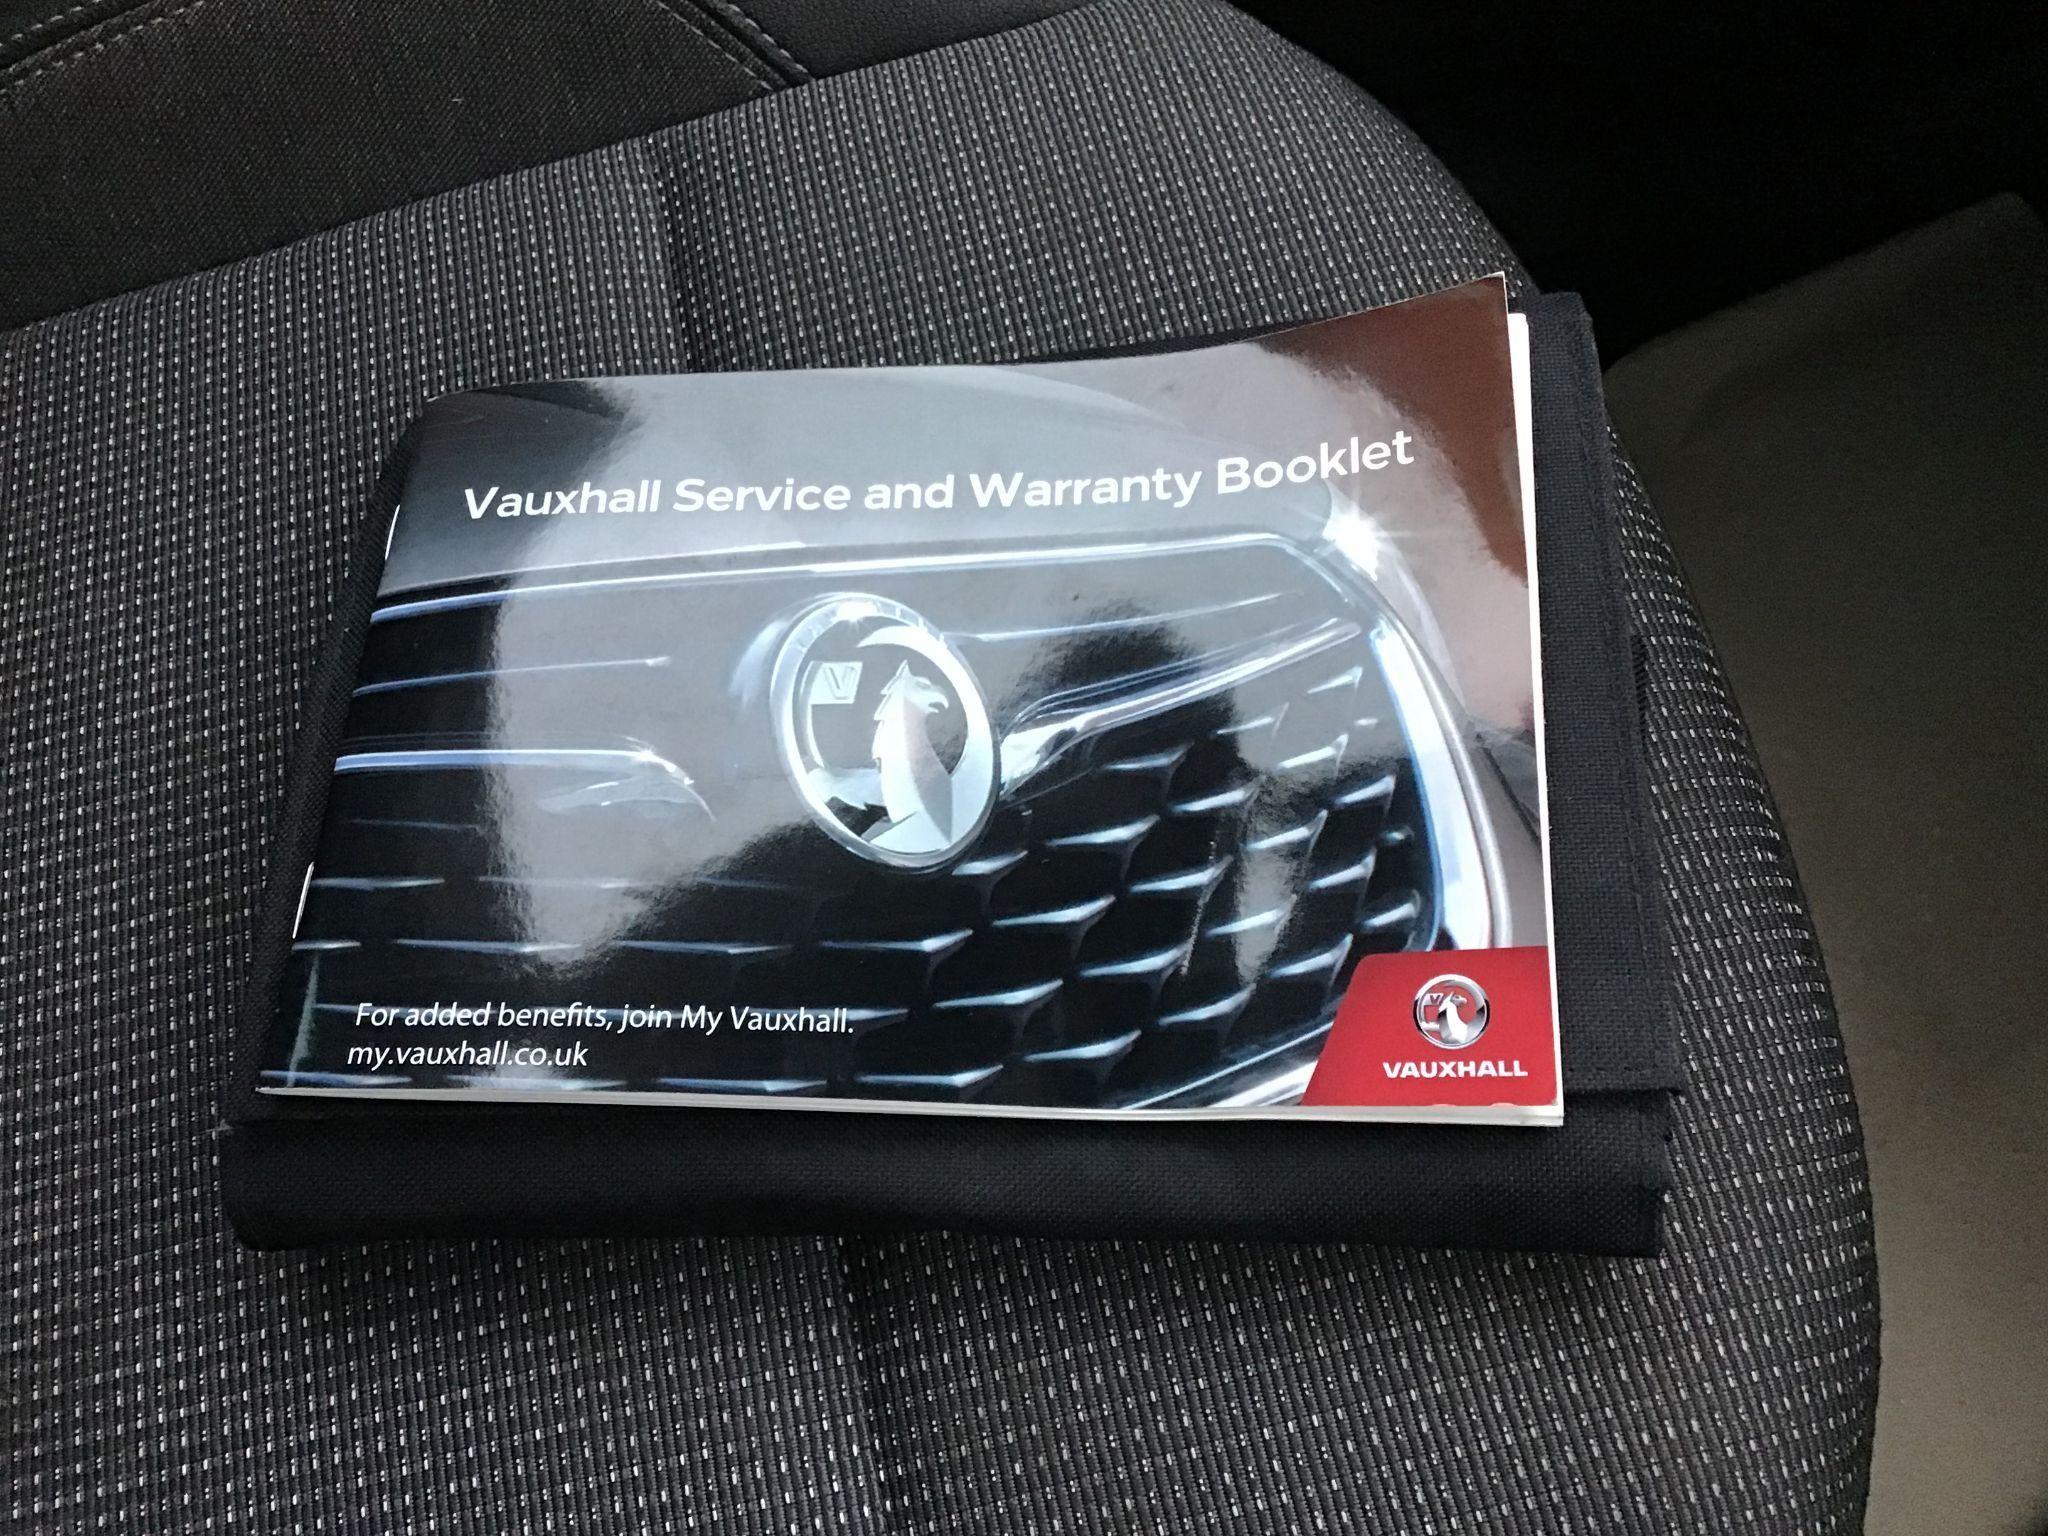 Vauxhall Service and Warranty Booklet
V
For added benefits, join My Vauxhall.
my.vauxhall.co.uk
V
VAUXHALL